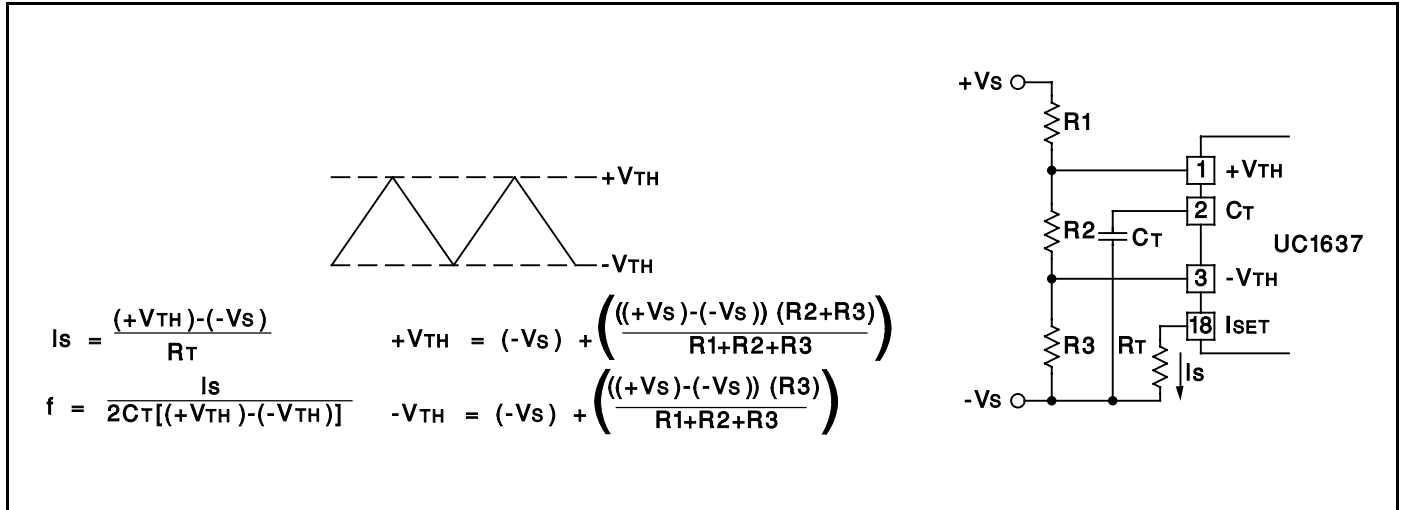 +Vs
R1
1 +VTH
+VTH
2 CT
R2
CT
UC1637
-VTH
3 -VTH
Is = (+VTH)-(-Vs) / RT
+VTH = (-Vs) + (((+Vs)-(-Vs)) (R2+R3) / R1+R2+R3)
18 ISET
R3
RT
Is
f = Is / 2CT[(+VTH)-(-VTH)]
-VTH = (-Vs) + (((+Vs)-(-Vs)) (R3) / R1+R2+R3)
-Vs